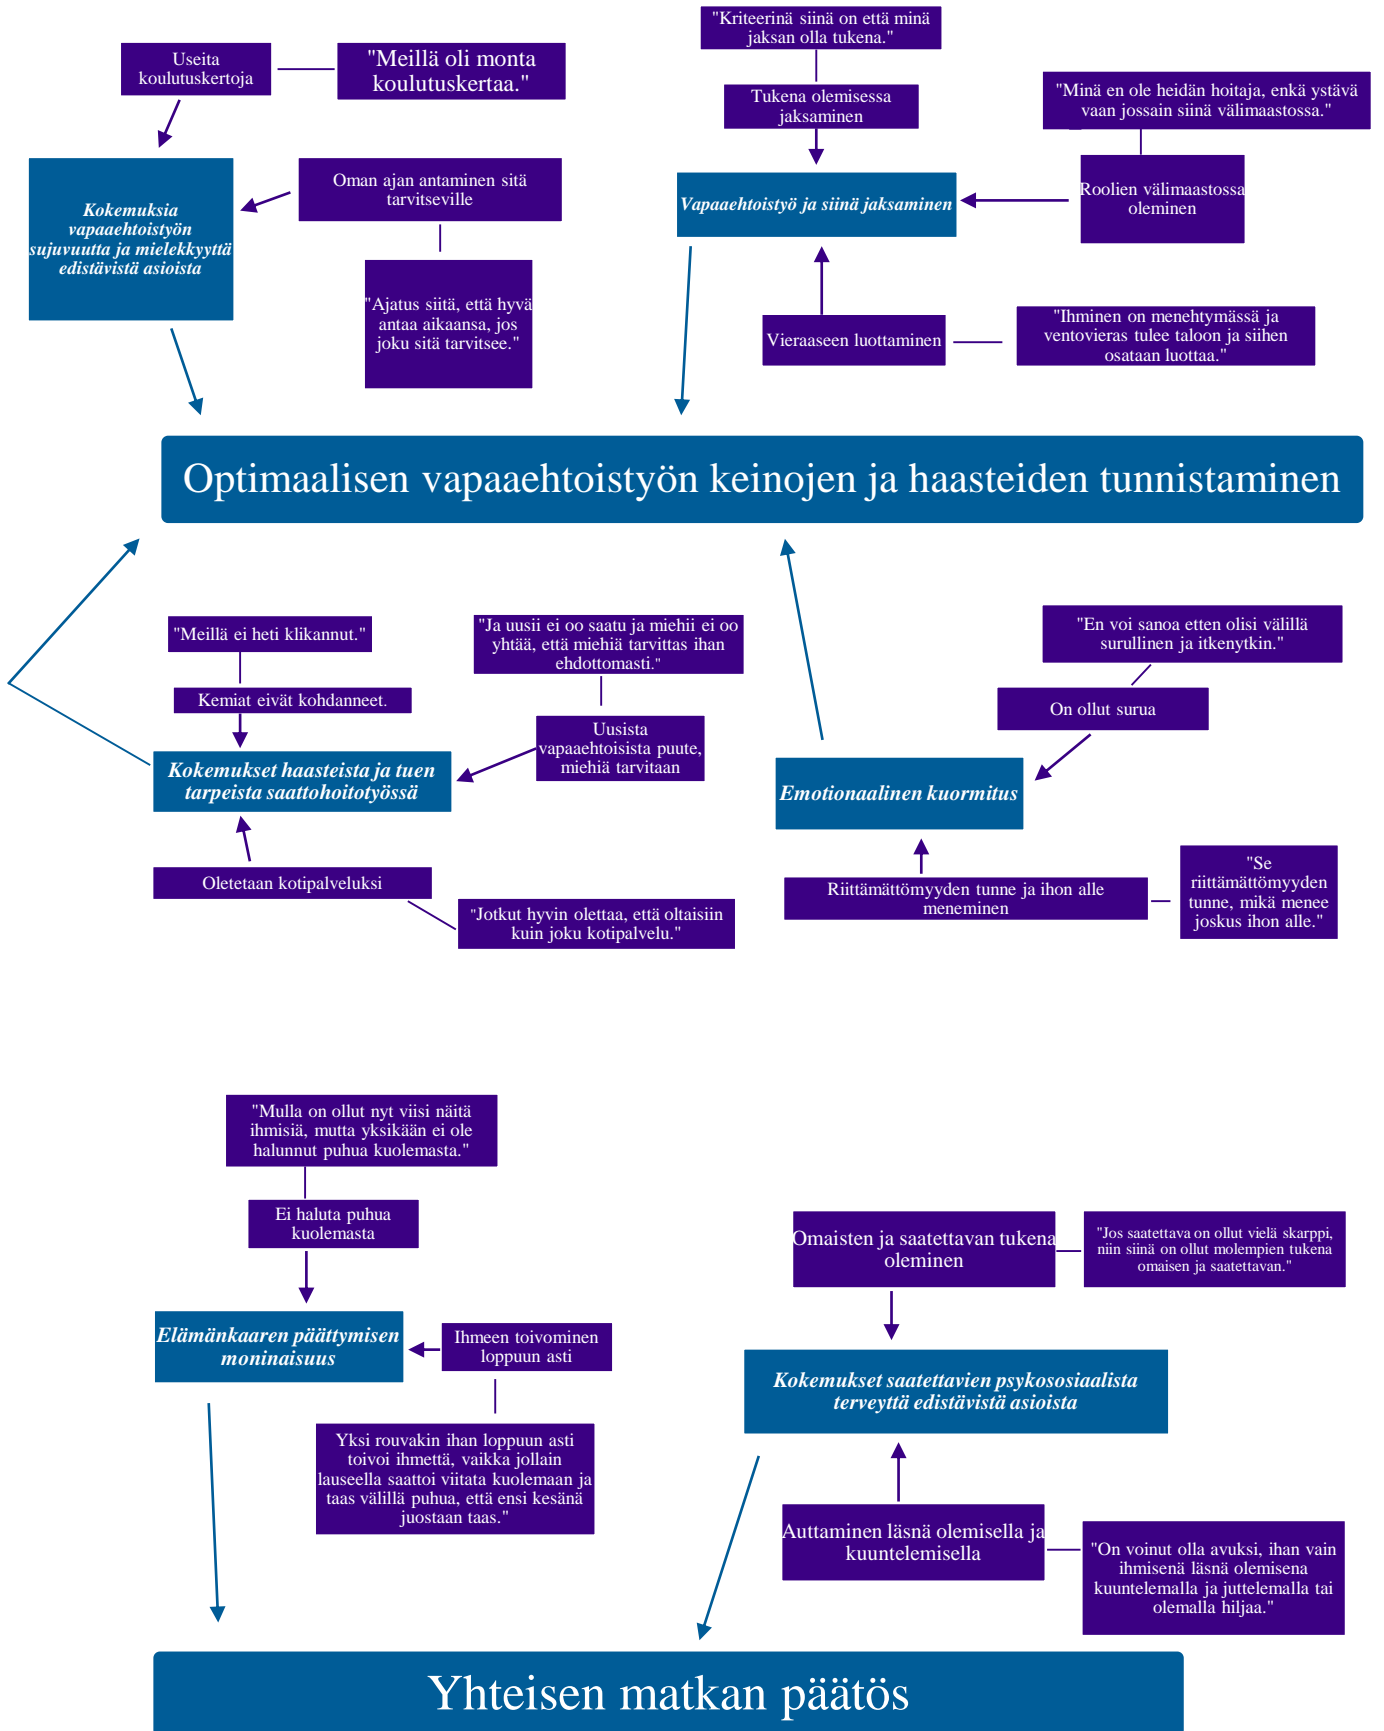 "Kriteerinä siinä on että minä
jaksan olla tukena."
Useita
koulutuskertoja
"Meillä oli monta
koulutuskertaa."
Tukena olemisessa
jaksaminen
"Minä en ole heidän hoitaja, enkä ystävä
vaan jossain siinä välimaastossa."
Kokemuksia
vapaaehtoistyön
sujuvuutta ja mielekkyyttä
edistävistä asioista
Oman ajan antaminen sitä
tarvitseville
Vapaaehtoistyö ja siinä jaksaminen
Roolien välimaastossa
oleminen
"Ajatus siitä, että hyvä
antaa aikaansa, jos
joku sitä tarvitsee."
Vieraaseen luottaminen
"Ihminen on menehtymässä ja
ventovieras tulee taloon ja siihen
osataan luottaa."
Optimaalisen vapaaehtoistyön keinojen ja haasteiden tunnistaminen
"Meillä ei heti klikannut."
"Ja uusii ei oo saatu ja miehii ei oo
yhtää, että miehiä tarvittas ihan
ehdottomasti."
"En voi sanoa etten olisi välillä
surullinen ja itkenytkin."
Kemiat eivät kohdanneet.
On ollut surua
Uusista
vapaaehtoisista puute,
miehiä tarvitaan
Kokemukset haasteista ja tuen
tarpeista saattohoitotyössä
Emotionaalinen kuormitus
Oletetaan kotipalveluksi
Riittämättömyyden tunne ja ihon alle
meneminen
"Se
riittämättömyyden
tunne, mikä menee
joskus ihon alle."
"Jotkut hyvin olettaa, että oltaisiin
kuin joku kotipalvelu."
"Mulla on ollut nyt viisi näitä
ihmisiä, mutta yksikään ei ole
halunnut puhua kuolemasta."
Ei haluta puhua
kuolemasta
Omaisten ja saatettavan tukena
oleminen
"Jos saatettava on ollut vielä skarppi,
niin siinä on ollut molempien tukena
omaisen ja saatettavan."
Elämänkaaren päättymisen
moninaisuus
Ihmeen toivominen
loppuun asti
Kokemukset saatettavien psykososiaalista
terveyttä edistävistä asioista
Yksi rouvakin ihan loppuun asti
toivoi ihmettä, vaikka jollain
lauseella saattoi viitata kuolemaan ja
taas välillä puhua, että ensi kesänä
juostaan taas."
Auttaminen läsnä olemisella ja
kuuntelemisella
"On voinut olla avuksi, ihan vain
ihmisenä läsnä olemisena
kuuntelemalla ja juttelemalla tai
olemalla hiljaa."
Yhteisen matkan päätös